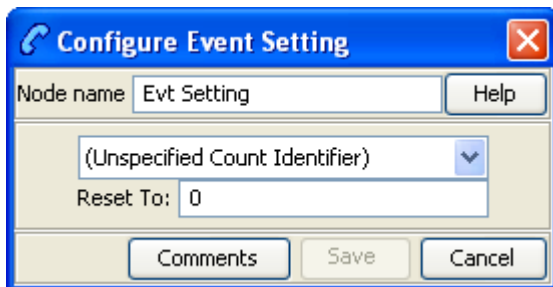 Configure Event Setting
Node name Evt Setting Help
(Unspecified Count Identifier)
Reset To: 0
Comments Save Cancel